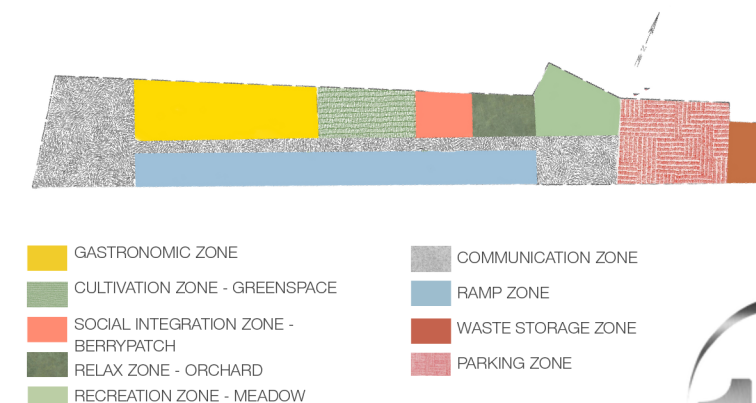 GASTRONOMIC ZONE
CULTIVATION ZONE - GREENSPACE
SOCIAL INTEGRATION ZONE -
BERRYPATCH
RELAX ZONE - ORCHARD
RECREATION ZONE - MEADOW
COMMUNICATION ZONE
RAMP ZONE
WASTE STORAGE ZONE
PARKING ZONE